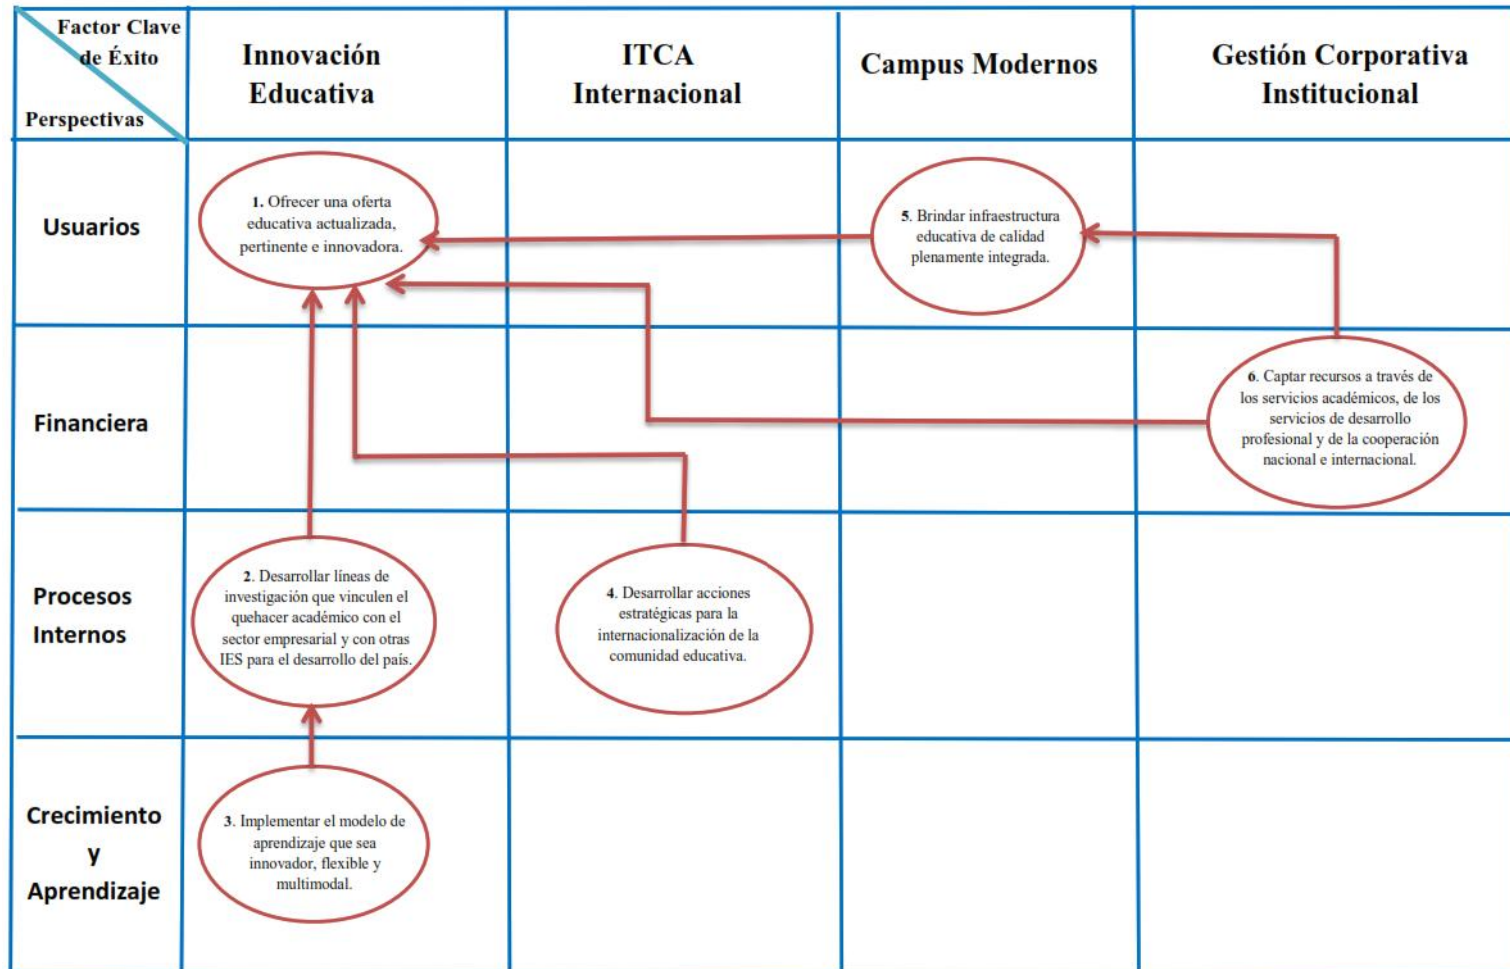 Factor Clave
de Éxito
Perspectivas
Innovación
Educativa
ITCA
Internacional
Campus Modernos
Gestión Corporativa
Institucional
Usuarios
1. Ofrecer una oferta
educativa actualizada,
pertinente e innovadora.
5. Brindar infraestructura
educativa de calidad
plenamente integrada.
Financiera
6. Captar recursos a través de
los servicios académicos, de los
servicios de desarrollo
profesional y de la cooperación
nacional e internacional.
Procesos
Internos
2. Desarrollar líneas de
investigación que vinculen el
quehacer académico con el
sector empresarial y con otras
IES para el desarrollo del país.
4. Desarrollar acciones
estratégicas para la
internacionalización de la
comunidad educativa.
Crecimiento
y
Aprendizaje
3. Implementar el modelo de
aprendizaje que sea
innovador, flexible y
multimodal.